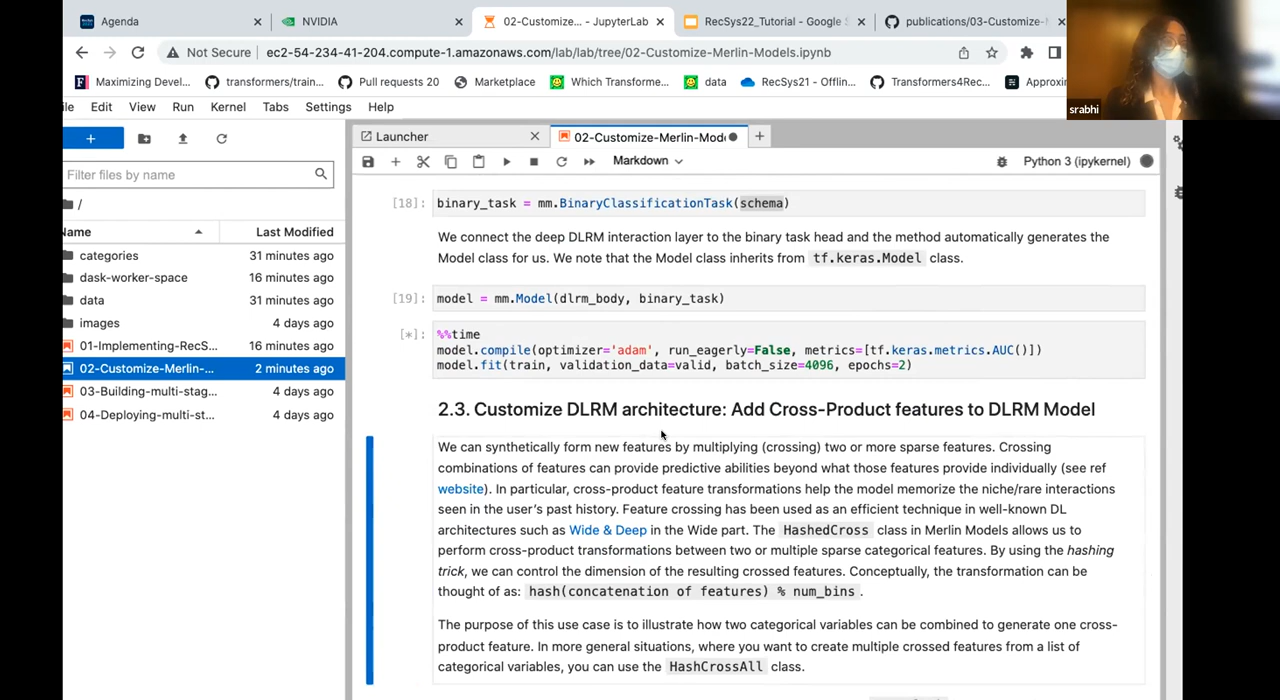 Agenda
NVIDIA
02-Customize... - JupyterLab
RecSys22_Tutorial - Google S
publications/03-Customize-
Not Secure
ec2-54-234-41-204.compute-1.amazonaws.com/lab/lab/tree/02-Customize-Merlin-Models.ipynb
Maximizing Devel...
transformers/train...
Pull requests 20
Marketplace
Which Transforme...
data
RecSys21 - Offlin...
Transformers4Rec...
Approxi
srabhi
ile Edit View Run Kernel Tabs Settings Help
Launcher
02-Customize-Merlin-Mod
Markdown
Python 3 (ipykernel)
Filter files by name
/
Name Last Modified
categories 31 minutes ago
dask-worker-space 16 minutes ago
data 31 minutes ago
images 4 days ago
01-Implementing-RecS... 16 minutes ago
02-Customize-Merlin-... 2 minutes ago
03-Building-multi-stag... 4 days ago
04-Deploying-multi-st... 4 days ago
[18]: binary_task = mm.BinaryClassificationTask(schema)
We connect the deep DLRM interaction layer to the binary task head and the method automatically generates the
Model class for us. We note that the Model class inherits from tf.keras.Model class.
[19]: model = mm.Model(dlrm_body, binary_task)
[*]: %%time
model.compile(optimizer='adam', run_eagerly=False, metrics=[tf.keras.metrics.AUC()])
model.fit(train, validation_data=valid, batch_size=4096, epochs=2)
2.3. Customize DLRM architecture: Add Cross-Product features to DLRM Model
We can synthetically form new features by multiplying (crossing) two or more sparse features. Crossing
combinations of features can provide predictive abilities beyond what those features provide individually (see ref
website). In particular, cross-product feature transformations help the model memorize the niche/rare interactions
seen in the user's past history. Feature crossing has been used as an efficient technique in well-known DL
architectures such as Wide & Deep in the Wide part. The HashedCross class in Merlin Models allows us to
perform cross-product transformations between two or multiple sparse categorical features. By using the hashing
trick, we can control the dimension of the resulting crossed features. Conceptually, the transformation can be
thought of as: hash(concatenation of features) % num_bins .
The purpose of this use case is to illustrate how two categorical variables can be combined to generate one cross-
product feature. In more general situations, where you want to create multiple crossed features from a list of
categorical variables, you can use the HashCrossAll class.